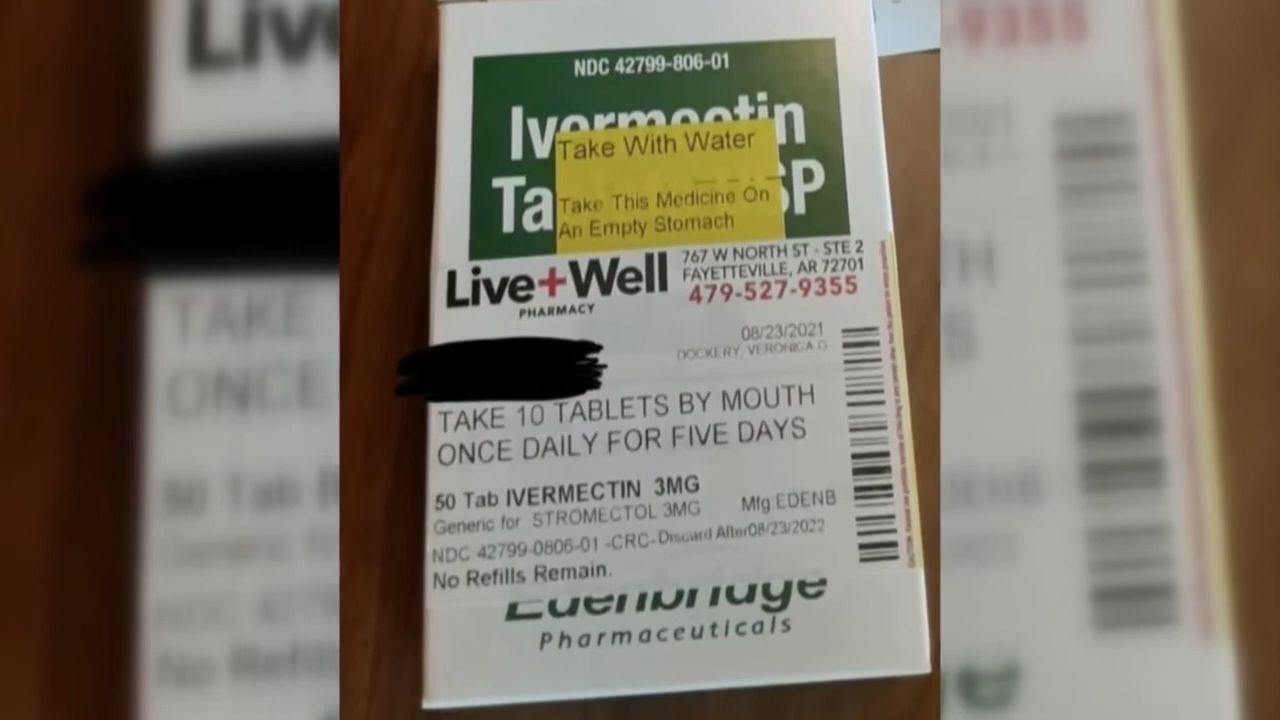 NDC 42799-806-01
Ivermectin
Take With Water
Take This Medicine On
An Empty Stomach
Live+Well
PHARMACY
767 W NORTH ST - STE 2
FAYETTEVILLE, AR 72701
479-527-9355
08/23/2021
DOCKERY, VERONICA G
TAKE 10 TABLETS BY MOUTH
ONCE DAILY FOR FIVE DAYS
50 Tab IVERMECTIN 3MG
Generic for STROMECTOL 3MG
Mfg:EDENB
NDC 42799-0806-01 -CRC-Discard After08/23/2022
No Refills Remain.
Edenbridge
Pharmaceuticals